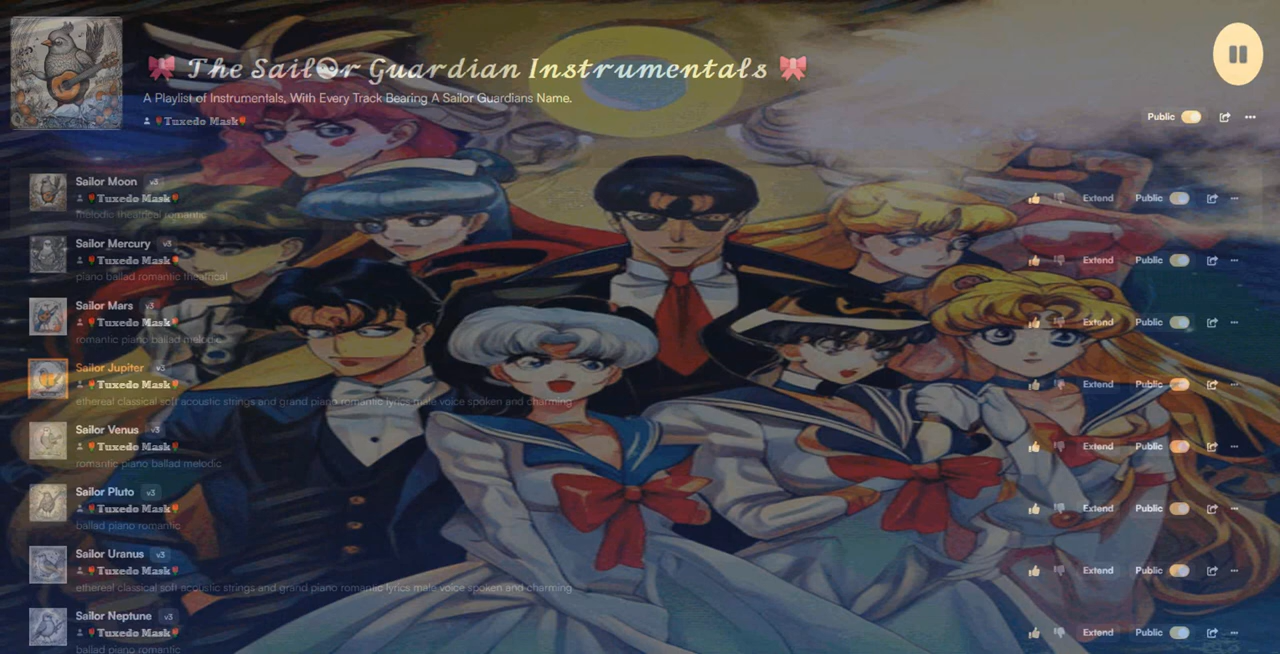 🎀 The Sailor Guardian Instrumentals 🎀
A Playlist of Instrumentals, With Every Track Bearing A Sailor Guardians Name.
🌹Tuxedo Mask🌹
Public
Sailor Moon v3
🌹Tuxedo Mask🌹
melodic theatrical romantic
Extend Public
Sailor Mercury v3
🌹Tuxedo Mask🌹
piano ballad romantic theatrical
Extend Public
Sailor Mars v3
🌹Tuxedo Mask🌹
romantic piano ballad melodic
Extend Public
Sailor Jupiter v3
🌹Tuxedo Mask🌹
ethereal classical soft acoustic strings and grand piano romantic lyrics male voice spoken and charming
Extend Public
Sailor Venus v3
🌹Tuxedo Mask🌹
romantic piano ballad melodic
Extend Public
Sailor Pluto v3
🌹Tuxedo Mask🌹
ballad piano romantic
Extend Public
Sailor Uranus v3
🌹Tuxedo Mask🌹
ethereal classical soft acoustic strings and grand piano romantic lyrics male voice spoken and charming
Extend Public
Sailor Neptune v3
🌹Tuxedo Mask🌹
ballad piano romantic
Extend Public